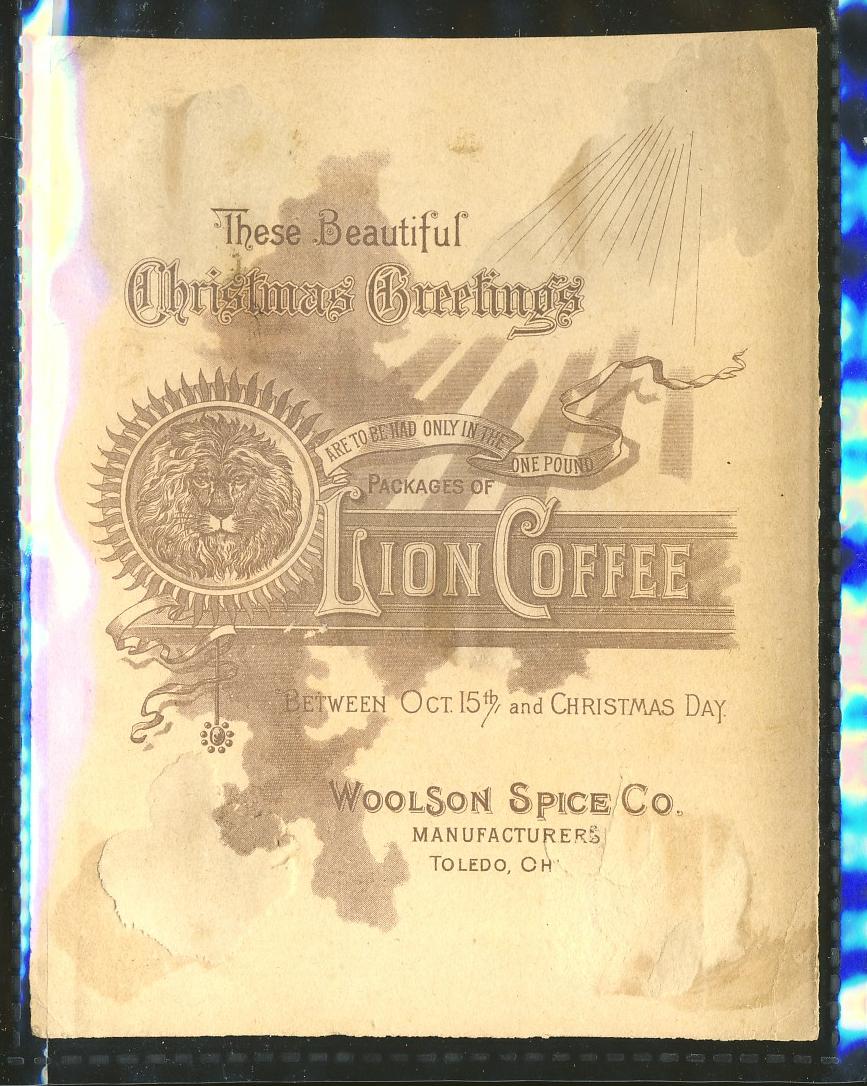 These Beautiful
Christmas Greetings
ARE TO BE HAD ONLY IN THE
ONE POUND
PACKAGES OF
LION COFFEE
BETWEEN OCT. 15th, and CHRISTMAS DAY.
WOOLSON SPICE CO.
MANUFACTURERS
TOLEDO, OH